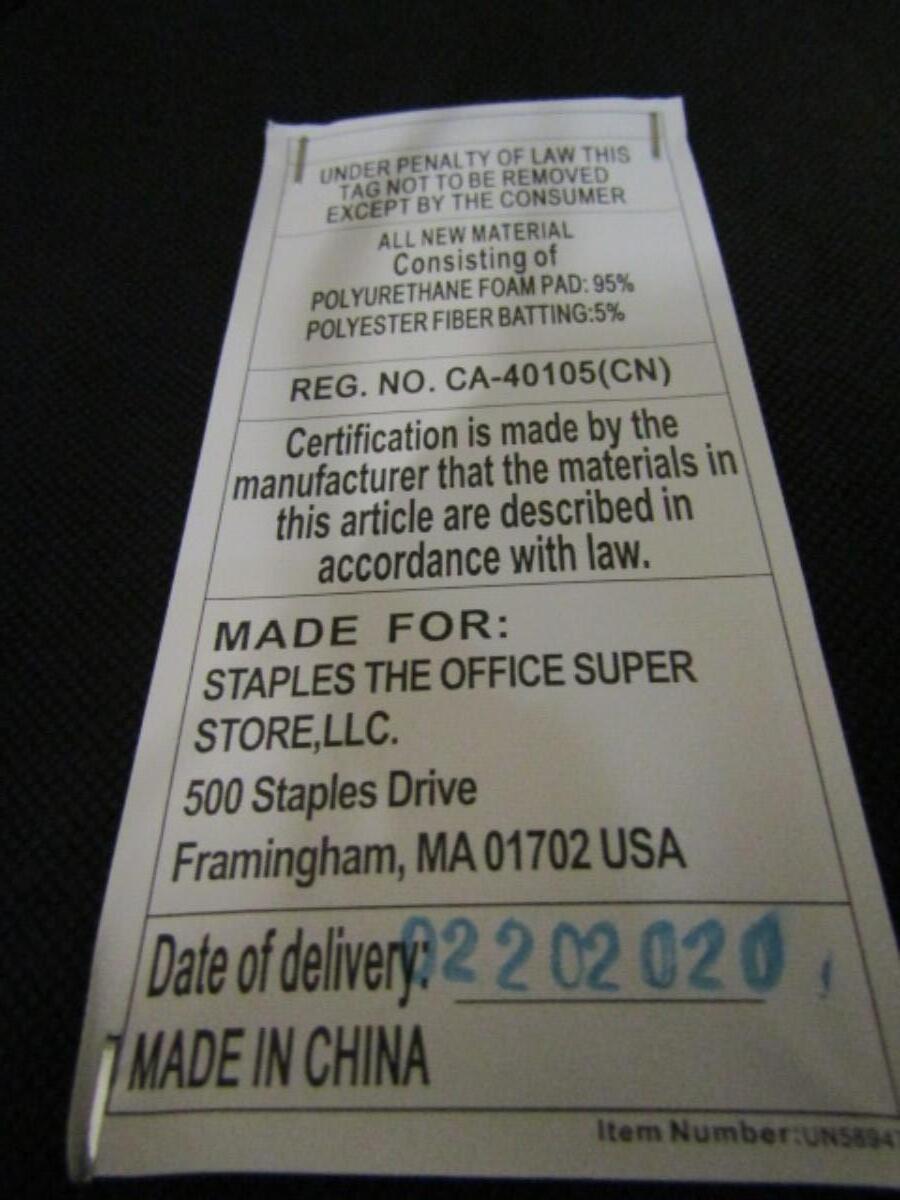 UNDER PENALTY OF LAW THIS
TAG NOT TO BE REMOVED
EXCEPT BY THE CONSUMER
ALL NEW MATERIAL
Consisting of
POLYURETHANE FOAM PAD: 95%
POLYESTER FIBER BATTING:5%
REG. NO. CA-40105(CN)
Certification is made by the
manufacturer that the materials in
this article are described in
accordance with law.
MADE FOR:
STAPLES THE OFFICE SUPER
STORE,LLC.
500 Staples Drive
Framingham, MA 01702 USA
Date of delivery: 02202020
MADE IN CHINA
Item Number: